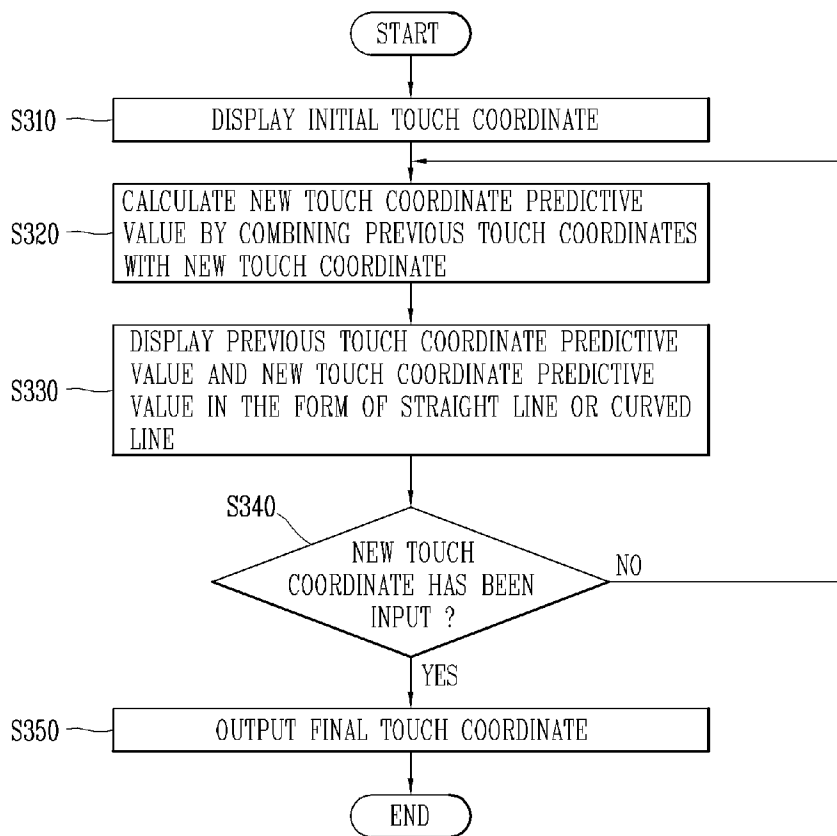 START
S310
DISPLAY INITIAL TOUCH COORDINATE
S320
CALCULATE NEW TOUCH COORDINATE PREDICTIVE
VALUE BY COMBINING PREVIOUS TOUCH COORDINATES
WITH NEW TOUCH COORDINATE
S330
DISPLAY PREVIOUS TOUCH COORDINATE PREDICTIVE
VALUE AND NEW TOUCH COORDINATE PREDICTIVE
VALUE IN THE FORM OF STRAIGHT LINE OR CURVED
LINE
S340
NEW TOUCH
COORDINATE HAS BEEN
INPUT ?
NO
YES
S350
OUTPUT FINAL TOUCH COORDINATE
END